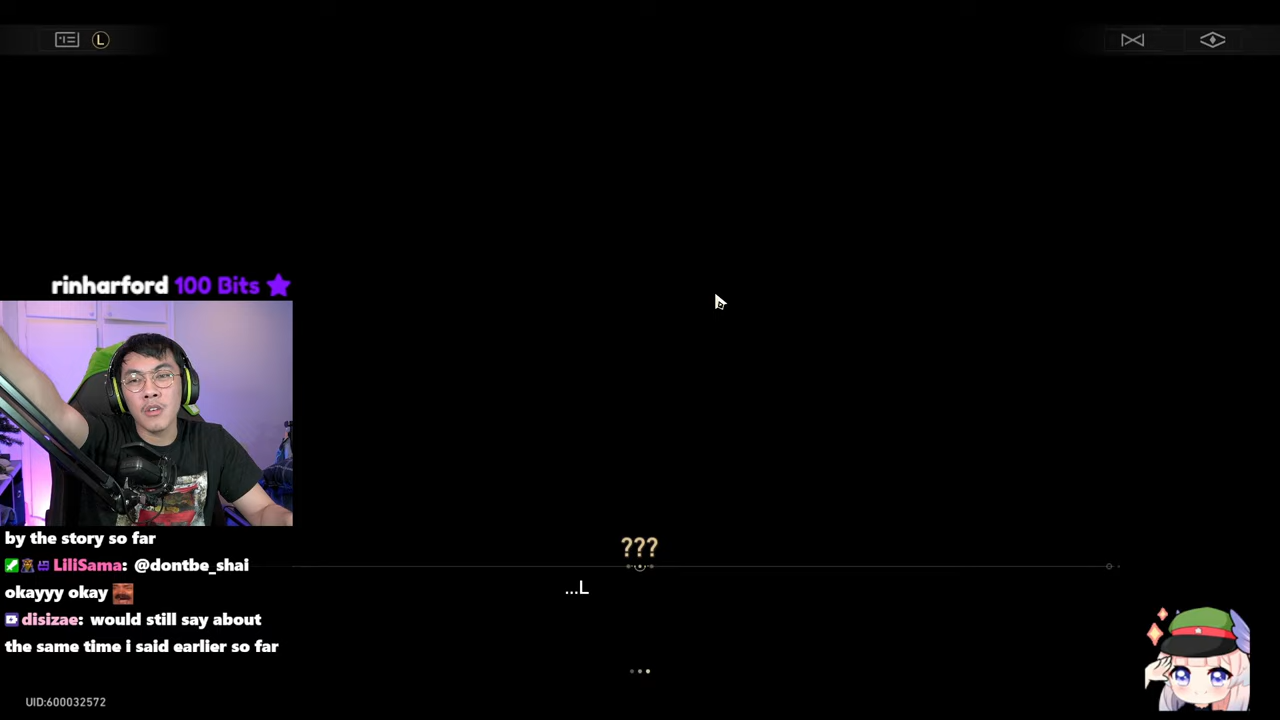 L
rinharford 100 Bits
by the story so far
LiliSama: @dontbe_shai
okayyy okay
disizae: would still say about
the same time i said earlier so far
???
...L
UID:600032572